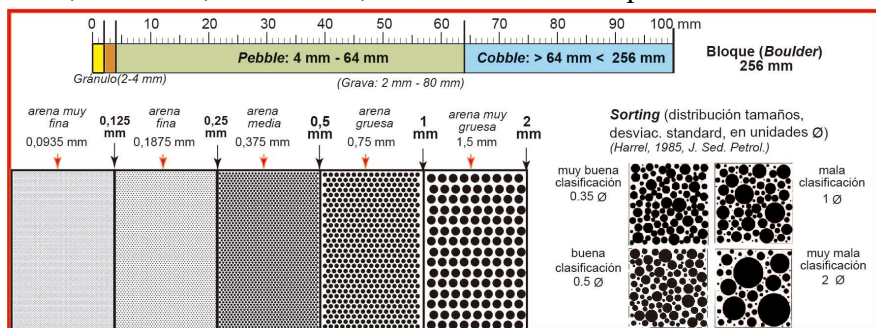 0 10 20 30 40 50 60 70 80 90 100 mm
Pebble: 4 mm - 64 mm
Cobble: > 64 mm < 256 mm
Bloque (Boulder)
256 mm
Gránulo(2-4 mm)
(Grava: 2 mm - 80 mm)
arena muy
fina
0,0935 mm
0,125
mm
arena
fina
0,1875 mm
0,25
mm
arena
media
0,375 mm
0,5
mm
arena
gruesa
0,75 mm
1
mm
arena muy
gruesa
1,5 mm
2
mm
Sorting (distribución tamaños,
desviac. standard, en unidades Ø)
(Harrel, 1985, J. Sed. Petrol.)
muy buena
clasificación
0.35 Ø
mala
clasificación
1 Ø
buena
clasificación
0.5 Ø
muy mala
clasificación
2 Ø